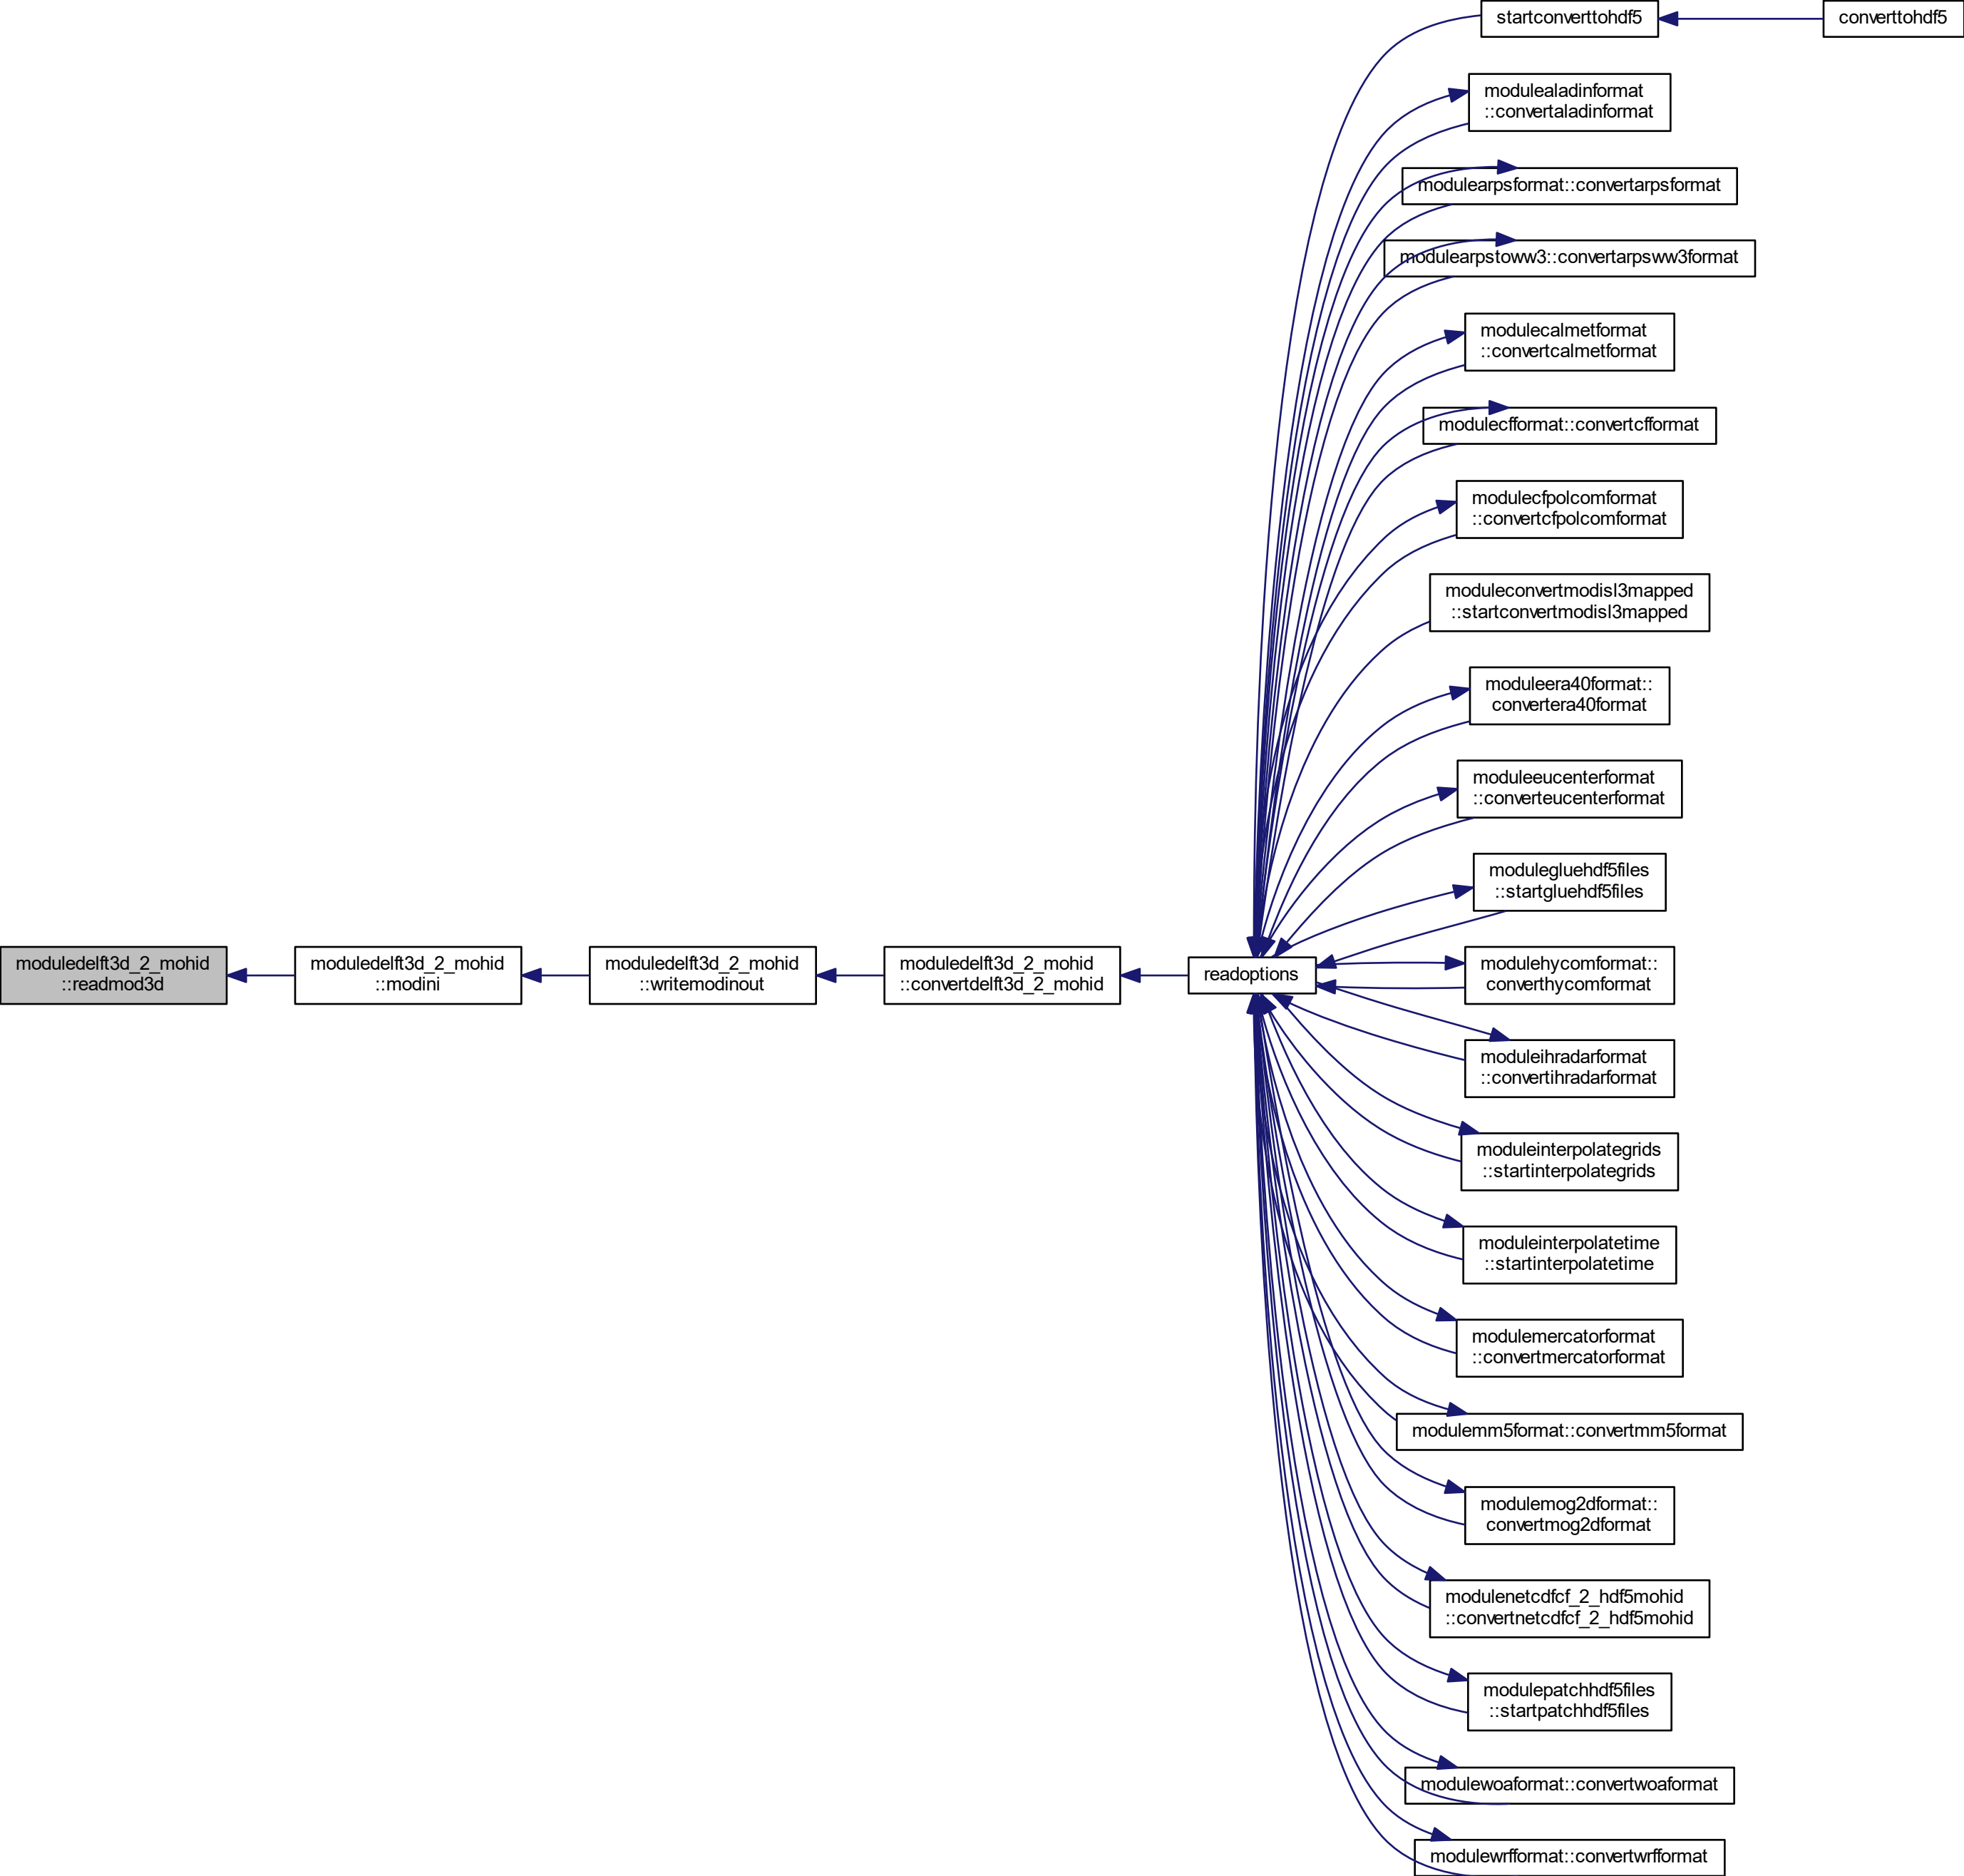 startconverttohdf5
converttohdf5
modulealadinformat
::convertaladinformat
modulearpsformat::convertarpsformat
modulearpstoww3::convertarpsww3format
modulecalmetformat
::convertcalmetformat
modulecfformat::convertcfformat
modulecfpolcomformat
::convertcfpolcomformat
moduleconvertmodisl3mapped
::startconvertmodisl3mapped
moduleera40format::
convertera40format
moduleeucenterformat
::converteucenterformat
modulegluehdf5files
::startgluehdf5files
moduledelft3d_2_mohid
::readmod3d
moduledelft3d_2_mohid
::modini
moduledelft3d_2_mohid
::writemodinout
moduledelft3d_2_mohid
::convertdelft3d_2_mohid
readoptions
modulehycomformat::
converthycomformat
moduleihradarformat
::convertihradarformat
moduleinterpolategrids
::startinterpolategrids
moduleinterpolatetime
::startinterpolatetime
modulemercatorformat
::convertmercatorformat
modulemm5format::convertmm5format
modulemog2dformat::
convertmog2dformat
modulenetcdfcf_2_hdf5mohid
::convertnetcdfcf_2_hdf5mohid
modulepatchhdf5files
::startpatchhdf5files
modulewoaformat::convertwoaformat
modulewrfformat::convertwrfformat